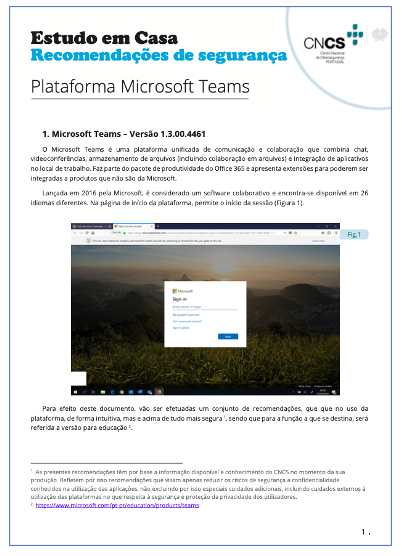 Estudo em Casa
Recomendações de segurança
CNCS
Centro Nacional
de Cibersegurança
PORTUGAL
Plataforma Microsoft Teams
1. Microsoft Teams – Versão 1.3.00.4461
O Microsoft Teams é uma plataforma unificada de comunicação e colaboração que combina chat,
videoconferências, armazenamento de arquivos (incluindo colaboração em arquivos) e integração de aplicativos
no local de trabalho. Faz parte do pacote de produtividade do Office 365 e apresenta extensões para poderem ser
integradas a produtos que não são da Microsoft.
Lançada em 2016 pela Microsoft, é considerado um software colaborativo e encontra-se disponível em 26
idiomas diferentes. Na página de início da plataforma, permite o início da sessão (Figura 1).
Fig.1
Microsoft
Sign in
Para efeito deste documento, vão ser efetuadas um conjunto de recomendações, que que no uso da
plataforma, de forma intuitiva, mas e acima de tudo mais segura ¹, sendo que para a função a que se destina, será
referida a versão para educação ².
¹ As presentes recomendações têm por base a informação disponível e conhecimento do CNCS no momento da sua
produção. Refletem por isso recomendações que visam apenas reduzir os riscos de segurança a confidencialidade
conhecidos na utilização das aplicações, não excluindo por isso especiais cuidados adicionais, incluindo cuidados externos à
utilização das plataformas no que respeita à segurança e proteção da privacidade dos utilizadores.
² https://www.microsoft.com/pt-pt/education/products/teams
1 .